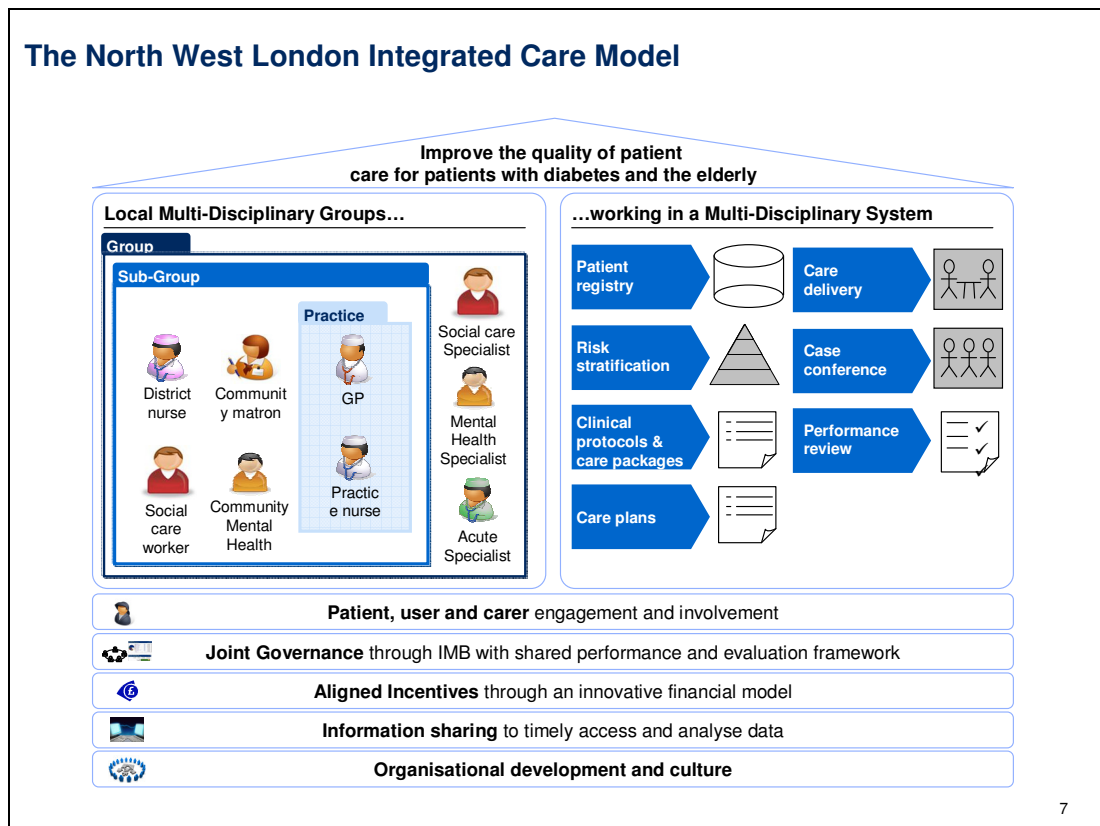 The North West London Integrated Care Model
Improve the quality of patient
care for patients with diabetes and the elderly
Local Multi-Disciplinary Groups…
Group
Sub-Group
Practice
District
nurse
Communit
y matron
GP
Social
care
worker
Community
Mental
Health
Practic
e nurse
Social care
Specialist
Mental
Health
Specialist
Acute
Specialist
…working in a Multi-Disciplinary System
Patient
registry
Risk
stratification
Clinical
protocols &
care packages
Care plans
Care
delivery
Case
conference
Performance
review
Patient, user and carer engagement and involvement
Joint Governance through IMB with shared performance and evaluation framework
£
Aligned Incentives through an innovative financial model
Information sharing to timely access and analyse data
Organisational development and culture
7